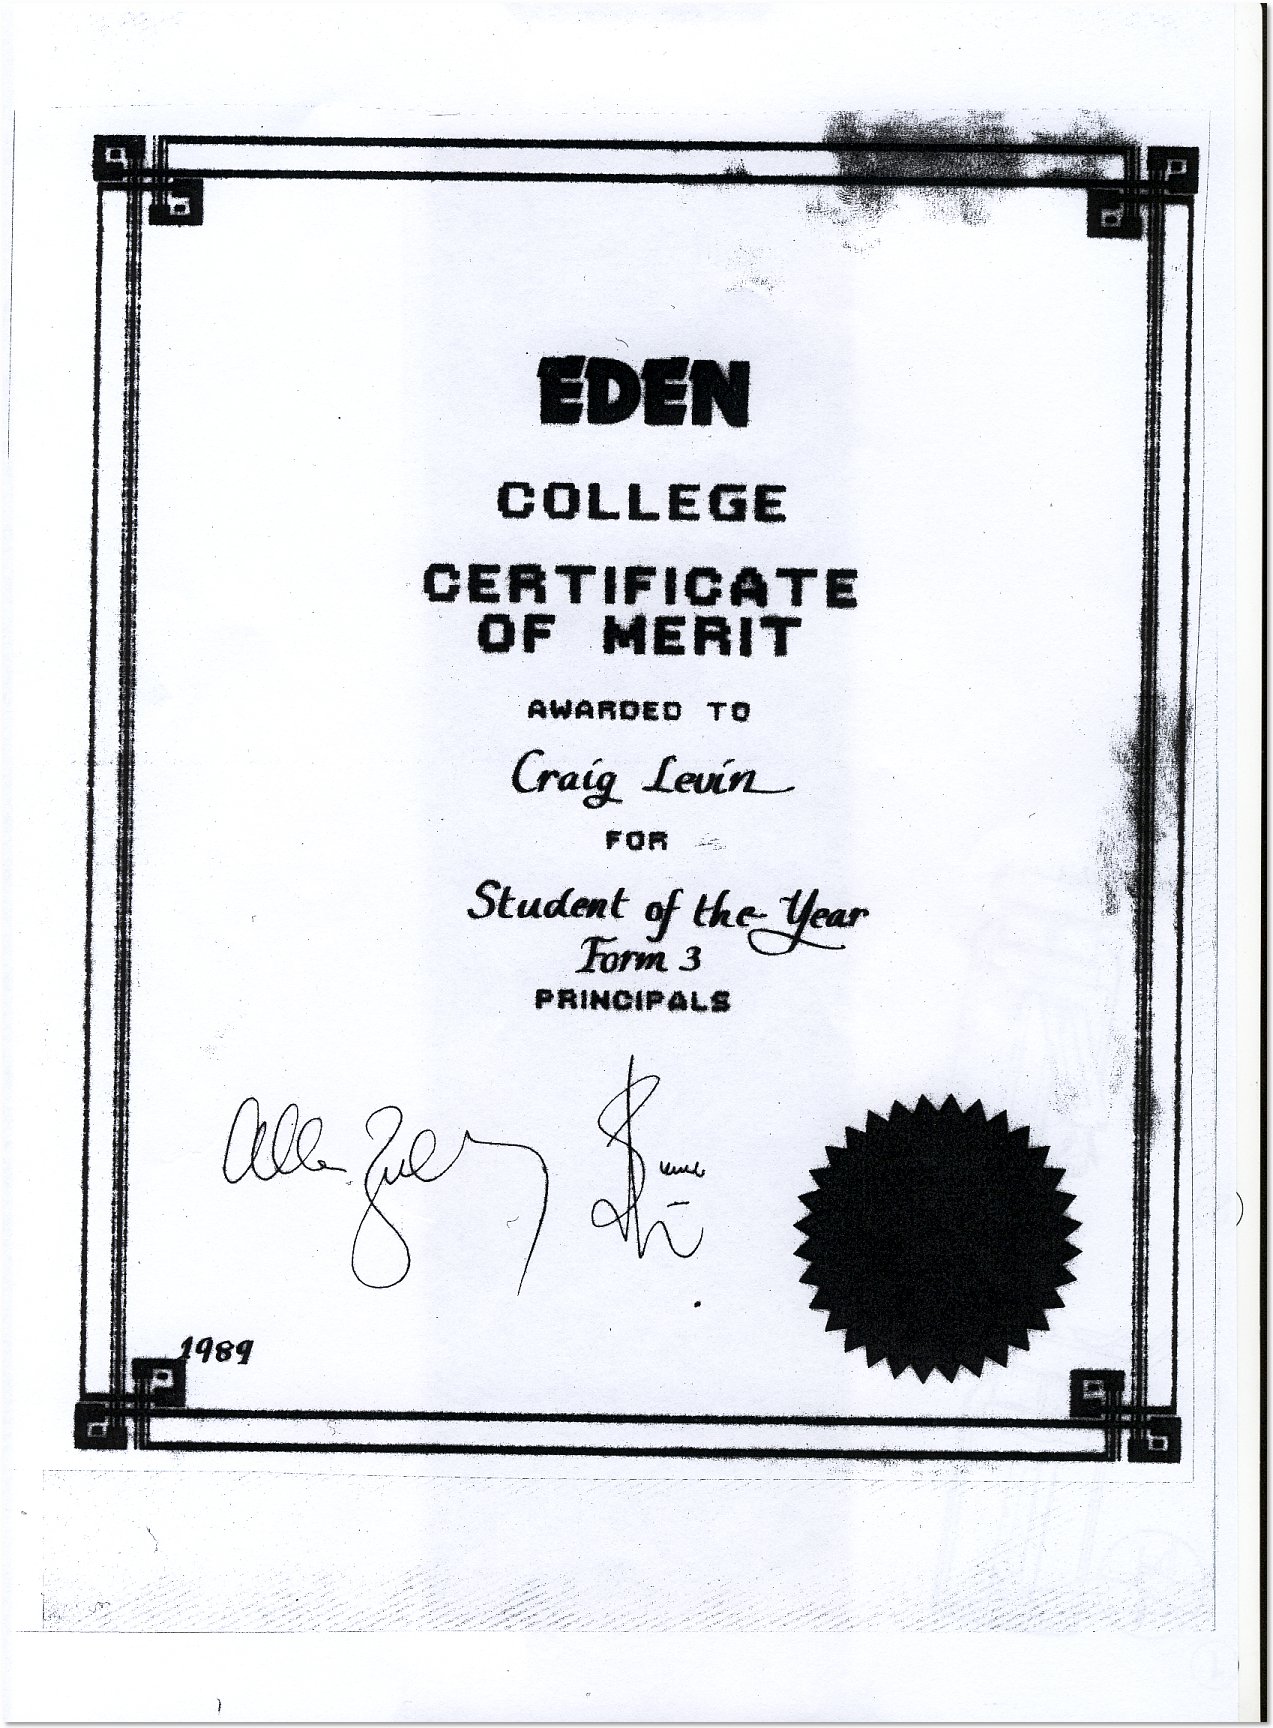 EDEN
COLLEGE
CERTIFICATE
OF MERIT
AWARDED TO
Craig Levin
FOR
Student of the Year
Form 3
PRINCIPALS
1989